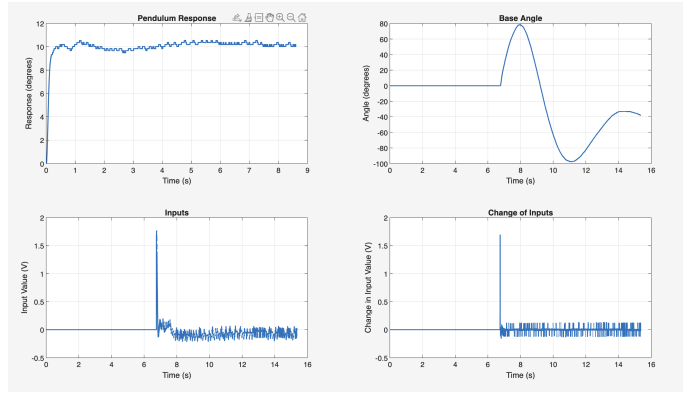 Pendulum Response
12
10
8
6
4
2
0
Response (degrees)
0 1 2 3 4 5 6 7 8 9
Time (s)
Base Angle
80
60
40
20
0
-20
-40
-60
-80
-100
Angle (degrees)
0 2 4 6 8 10 12 14 16
Time (s)
Inputs
2
1.5
1
0.5
0
-0.5
Input Value (V)
0 2 4 6 8 10 12 14 16
Time (s)
Change of Inputs
2
1.5
1
0.5
0
-0.5
Change in Input Value (V)
0 2 4 6 8 10 12 14 16
Time (s)